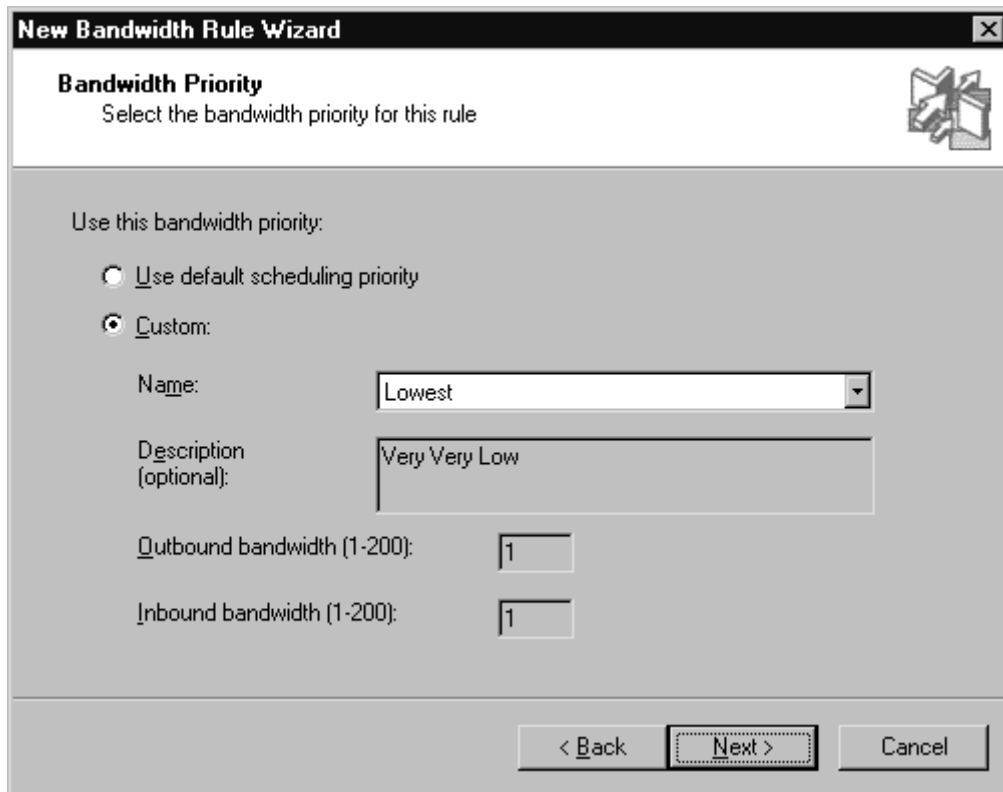 New Bandwidth Rule Wizard
Bandwidth Priority
Select the bandwidth priority for this rule
Use this bandwidth priority:
Use default scheduling priority
Custom:
Name:
Lowest
Description
(optional):
Very Very Low
Outbound bandwidth (1-200):
1
Inbound bandwidth (1-200):
1
< Back
Next >
Cancel